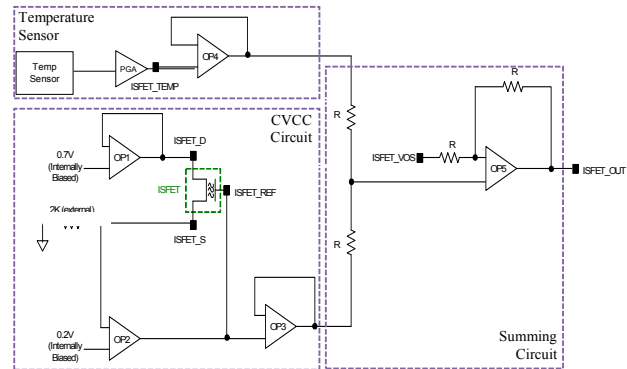 Temperature
Sensor
Temp
Sensor
PGA
ISFET_TEMP
OP4
CVCC
Circuit
0.7V
(Internally
Biased)
OP1
ISFET_D
ISFET
ISFET_REF
2K (external)
ISFET_S
0.2V
(Internally
Biased)
OP2
OP3
R
R
R
ISFET_VOS
R
OP5
ISFET_OUT
Summing
Circuit